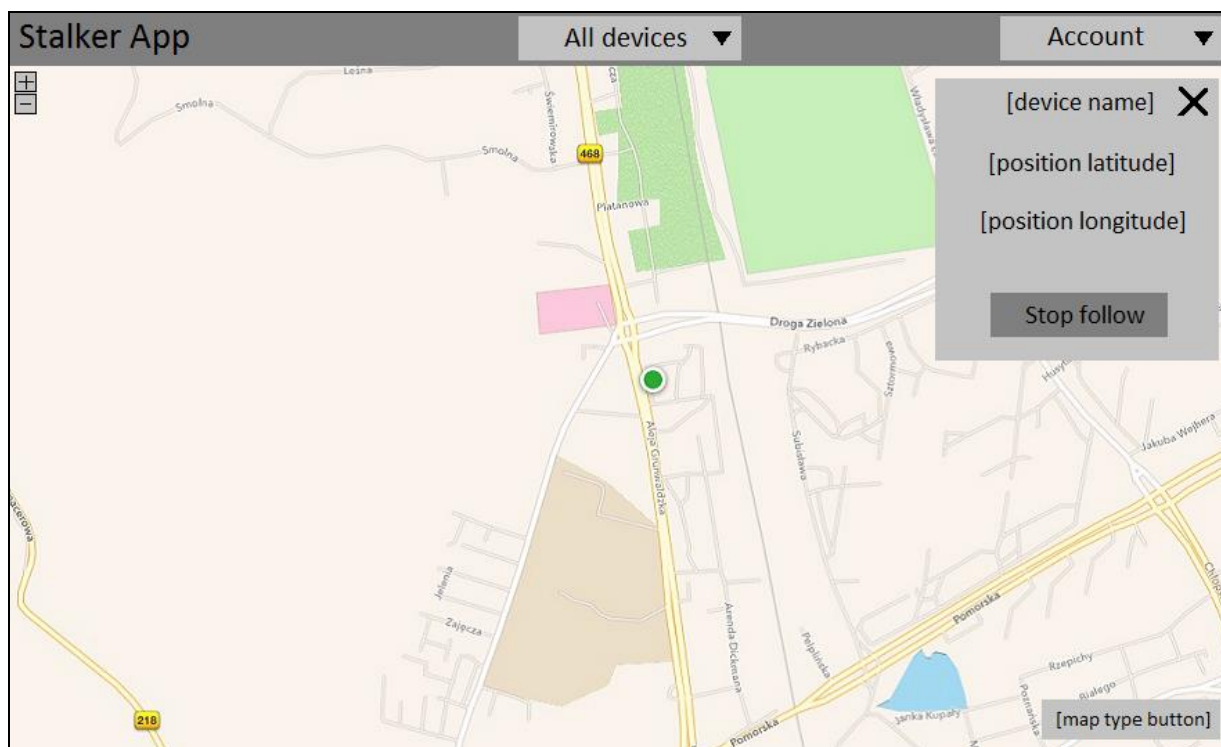 Stalker App
All devices
Account
+
−
[device name]
[position latitude]
[position longitude]
Stop follow
Leśna
Smolna
Świemirowska
Smolna
468
Platanowa
Droga Zielona
Rybacka
Sztormowa
Subisława
Jakuba Wejhera
Aleja Grunwaldzka
Jelenia
Zajęcza
Arenda Dickmana
Pelplińska
Pomorska
Rzepichy
Poznańska
Białego
Janka Kupały
Pomorska
218
[map type button]